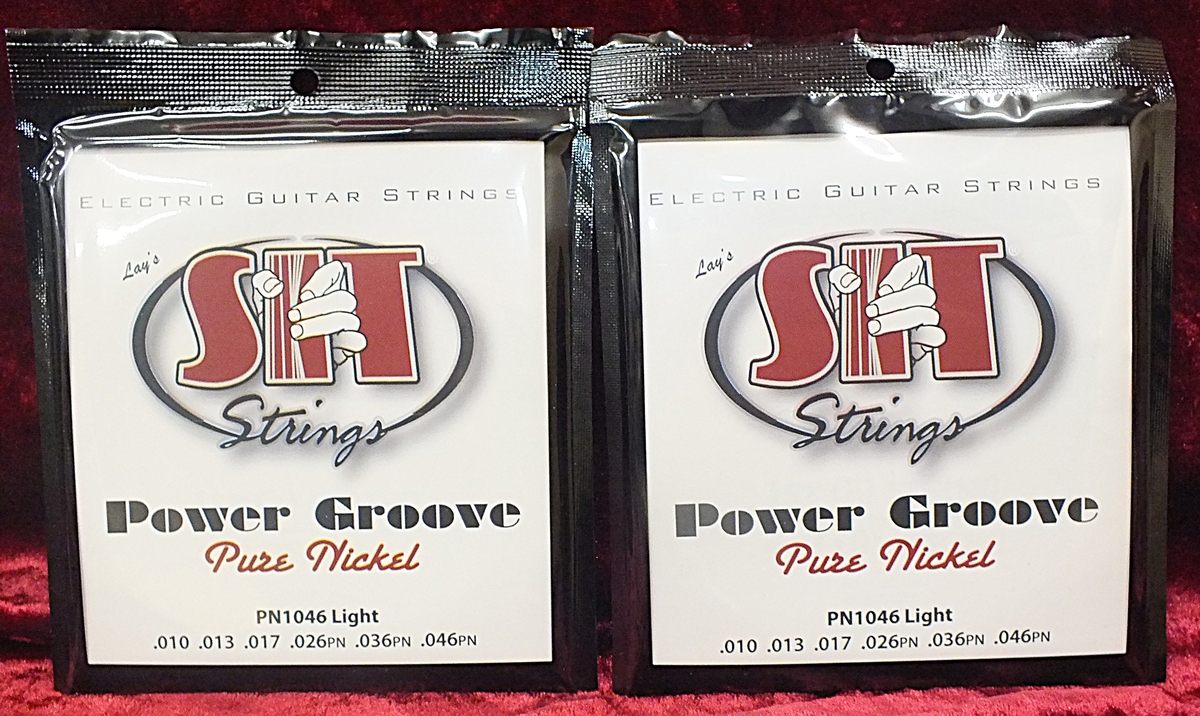 Electric Guitar Strings
Lay's
SIT
Strings
Power Groove
Pure Nickel
PN1046 Light
.010 .013 .017 .026PN .036PN .046PN
Electric Guitar Strings
Lay's
SIT
Strings
Power Groove
Pure Nickel
PN1046 Light
.010 .013 .017 .026PN .036PN .046PN